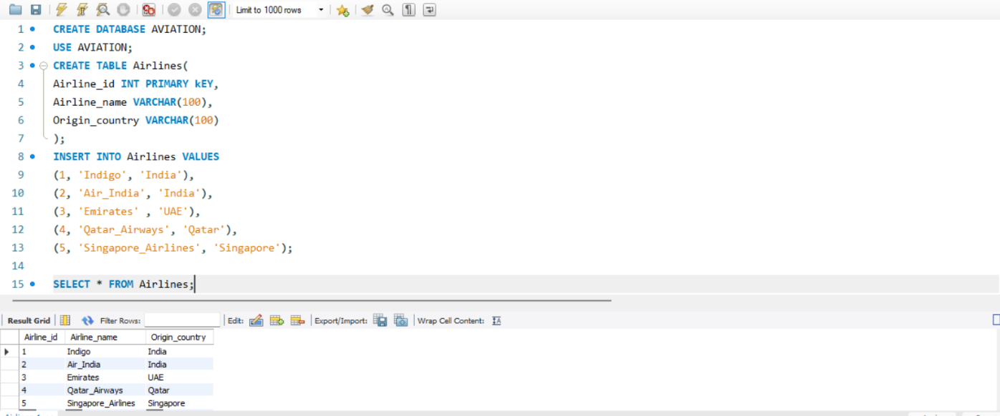 Limit to 1000 rows
1 CREATE DATABASE AVIATION;
2 USE AVIATION;
3 CREATE TABLE Airlines(
4 Airline_id INT PRIMARY kEY,
5 Airline_name VARCHAR(100),
6 Origin_country VARCHAR(100)
7 );
8 INSERT INTO Airlines VALUES
9 (1, 'Indigo', 'India'),
10 (2, 'Air_India', 'India'),
11 (3, 'Emirates' , 'UAE'),
12 (4, 'Qatar_Airways', 'Qatar'),
13 (5, 'Singapore_Airlines', 'Singapore');
14
15 SELECT * FROM Airlines;
Result Grid Filter Rows: Edit: Export/Import: Wrap Cell Content:
Airline_id Airline_name Origin_country
1 Indigo India
2 Air_India India
3 Emirates UAE
4 Qatar_Airways Qatar
5 Singapore_Airlines Singapore